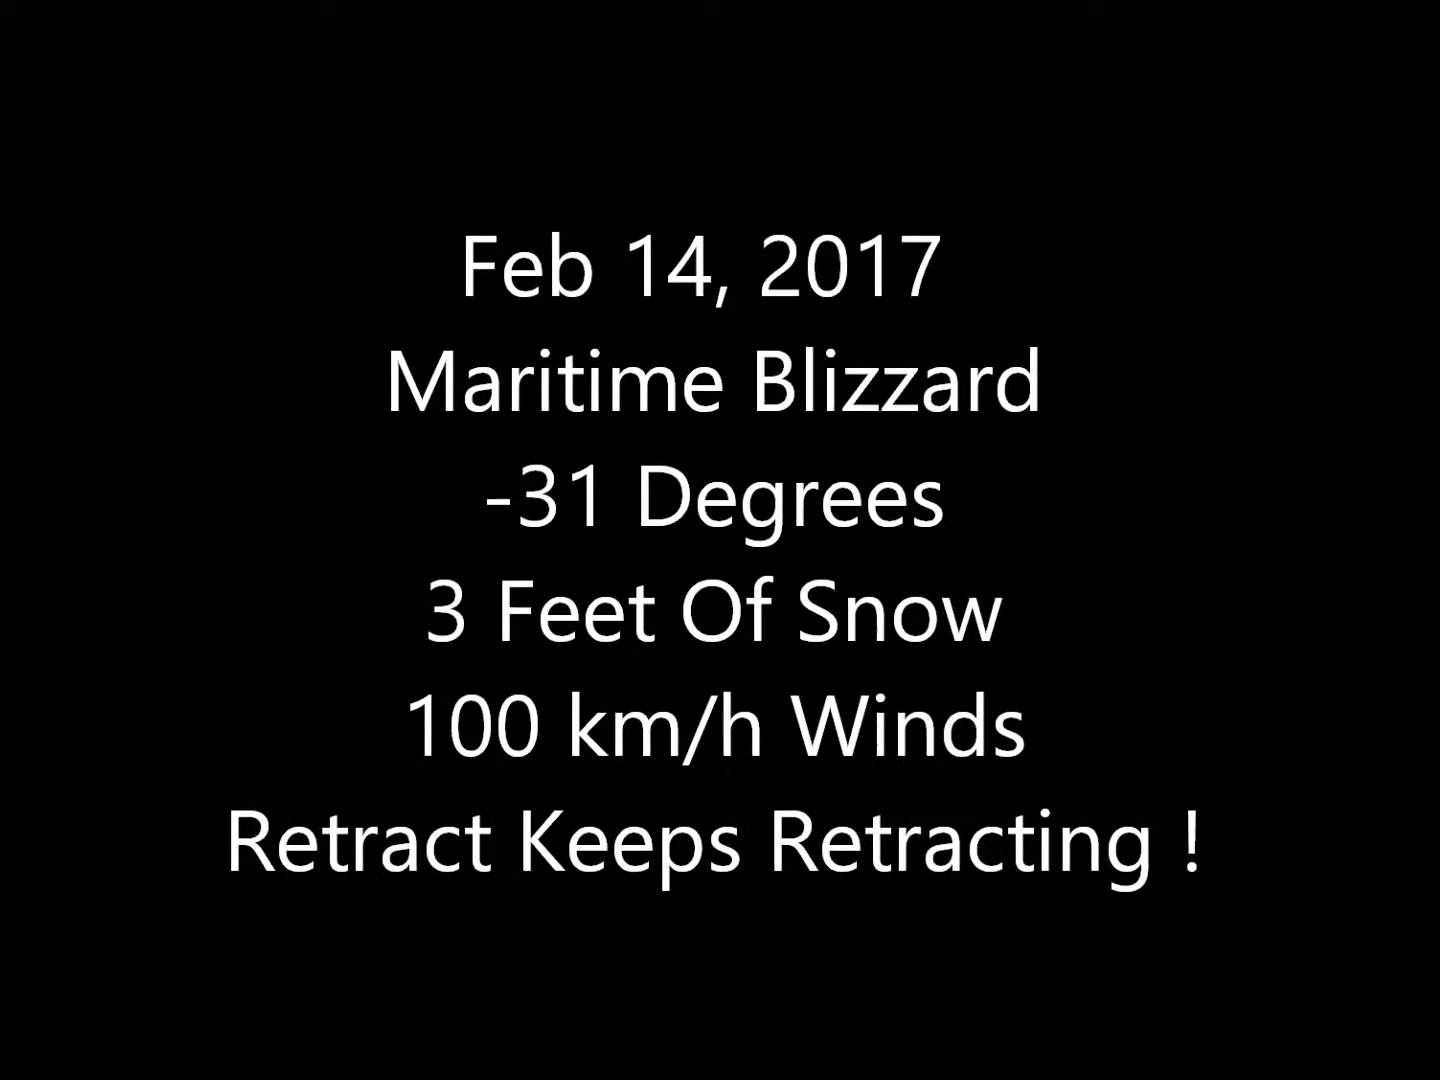 Feb 14, 2017
Maritime Blizzard
-31 Degrees
3 Feet Of Snow
100 km/h Winds
Retract Keeps Retracting !